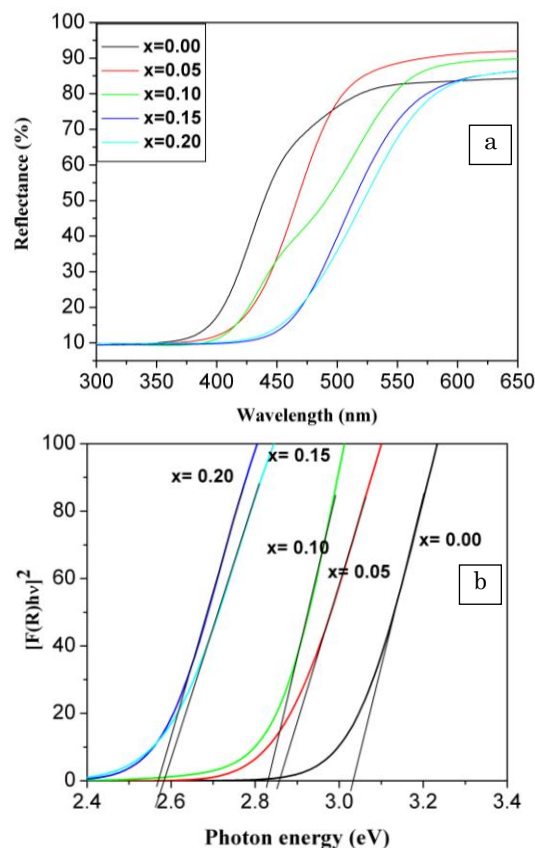 100
90
80
70
60
50
40
30
20
10
Reflectance (%)
x=0.00
x=0.05
x=0.10
x=0.15
x=0.20
a
300 350 400 450 500 550 600 650
Wavelength (nm)
100
80
60
40
20
0
[F(R)hν]²
x= 0.20
x= 0.15
x= 0.10
x= 0.05
x= 0.00
b
2.4 2.6 2.8 3.0 3.2 3.4
Photon energy (eV)